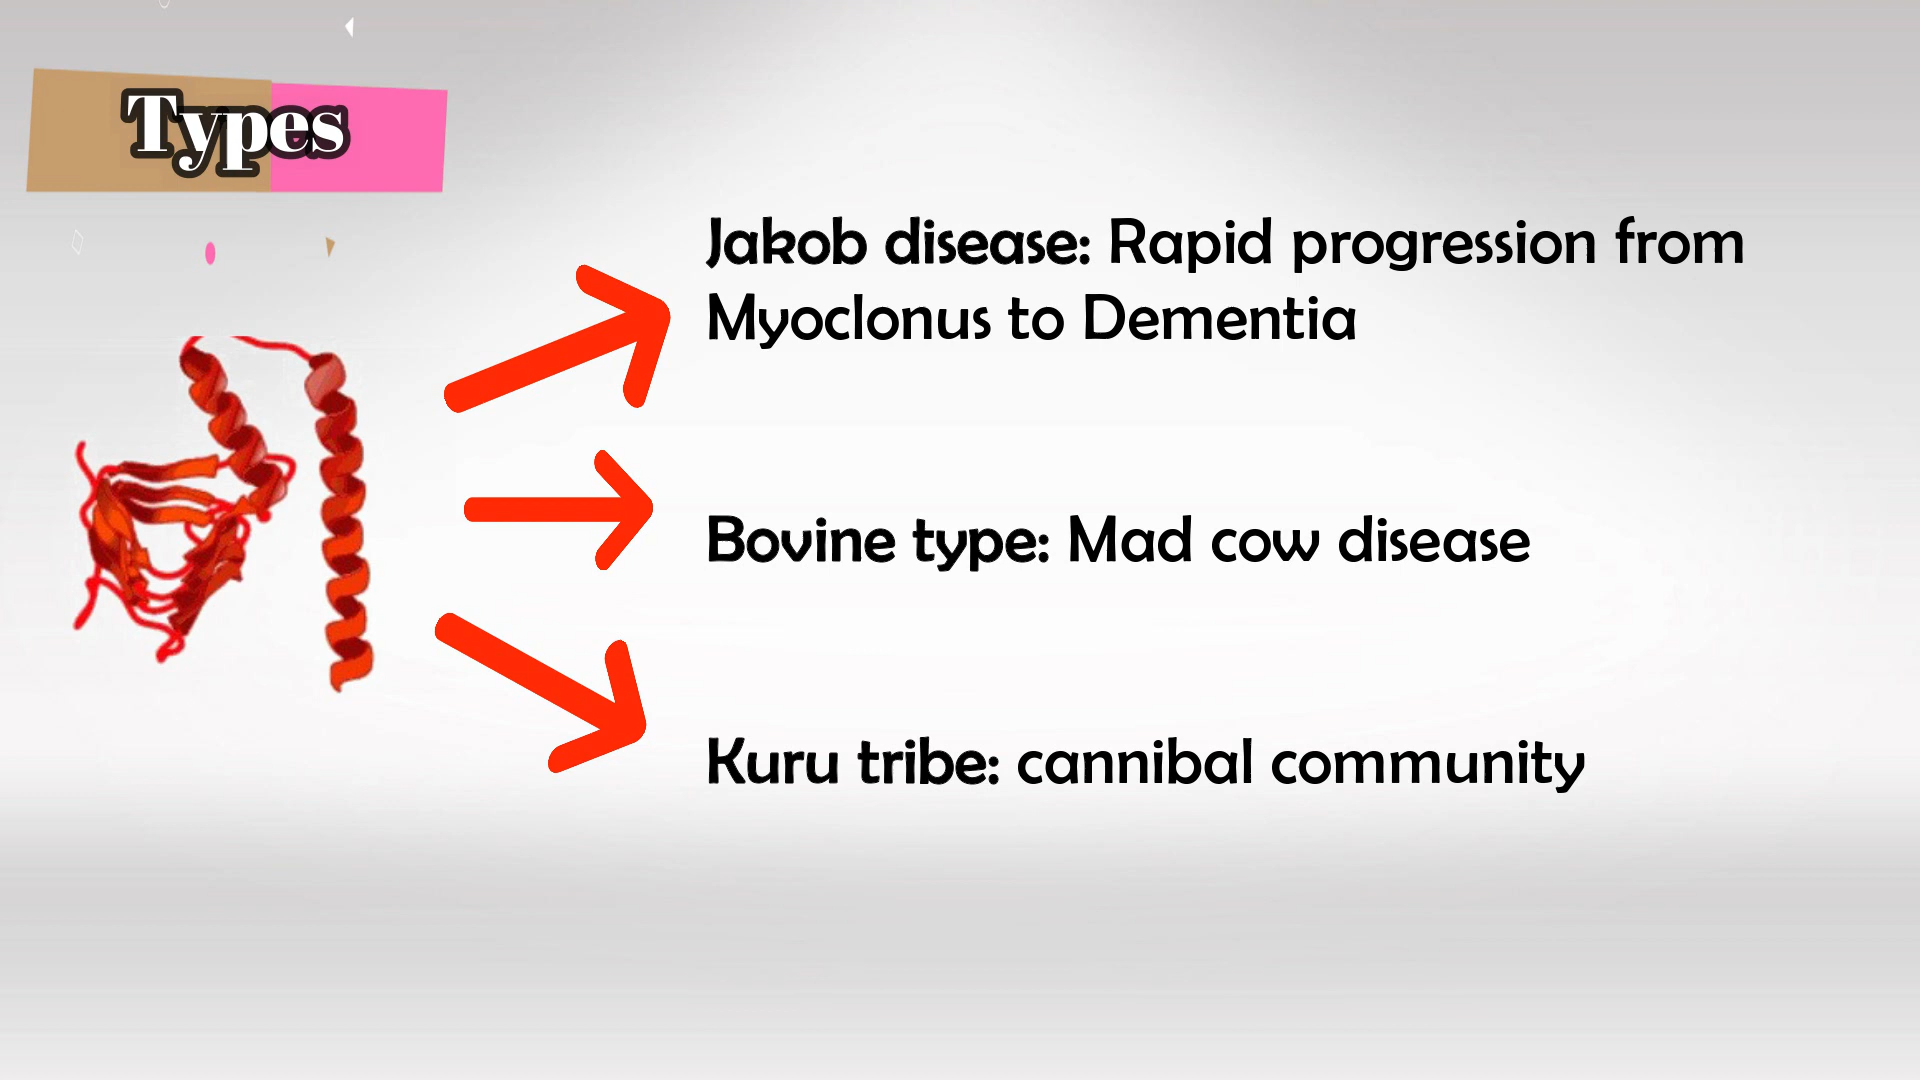 Types
Jakob disease: Rapid progression from
Myoclonus to Dementia
Bovine type: Mad cow disease
Kuru tribe: cannibal community